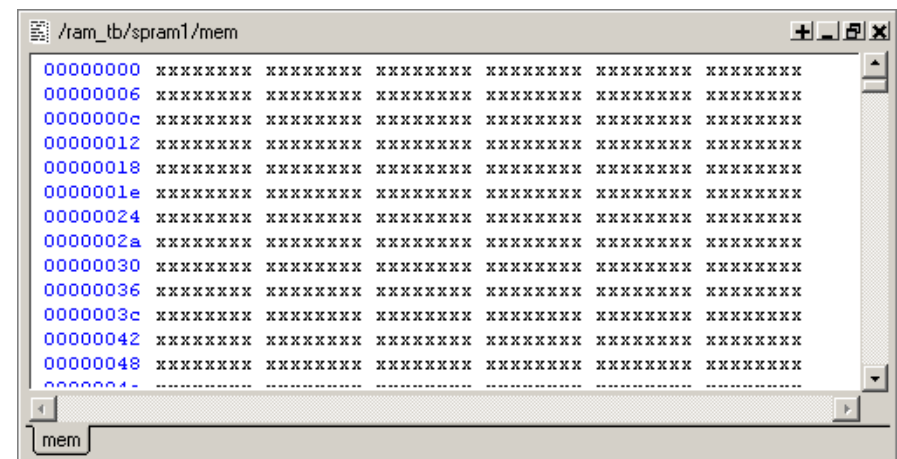 /ram_tb/spram1/mem
00000000 xxxxxxxx xxxxxxxx xxxxxxxx xxxxxxxx xxxxxxxx xxxxxxxx
00000006 xxxxxxxx xxxxxxxx xxxxxxxx xxxxxxxx xxxxxxxx xxxxxxxx
0000000c xxxxxxxx xxxxxxxx xxxxxxxx xxxxxxxx xxxxxxxx xxxxxxxx
00000012 xxxxxxxx xxxxxxxx xxxxxxxx xxxxxxxx xxxxxxxx xxxxxxxx
00000018 xxxxxxxx xxxxxxxx xxxxxxxx xxxxxxxx xxxxxxxx xxxxxxxx
0000001e xxxxxxxx xxxxxxxx xxxxxxxx xxxxxxxx xxxxxxxx xxxxxxxx
00000024 xxxxxxxx xxxxxxxx xxxxxxxx xxxxxxxx xxxxxxxx xxxxxxxx
0000002a xxxxxxxx xxxxxxxx xxxxxxxx xxxxxxxx xxxxxxxx xxxxxxxx
00000030 xxxxxxxx xxxxxxxx xxxxxxxx xxxxxxxx xxxxxxxx xxxxxxxx
00000036 xxxxxxxx xxxxxxxx xxxxxxxx xxxxxxxx xxxxxxxx xxxxxxxx
0000003c xxxxxxxx xxxxxxxx xxxxxxxx xxxxxxxx xxxxxxxx xxxxxxxx
00000042 xxxxxxxx xxxxxxxx xxxxxxxx xxxxxxxx xxxxxxxx xxxxxxxx
00000048 xxxxxxxx xxxxxxxx xxxxxxxx xxxxxxxx xxxxxxxx xxxxxxxx
mem